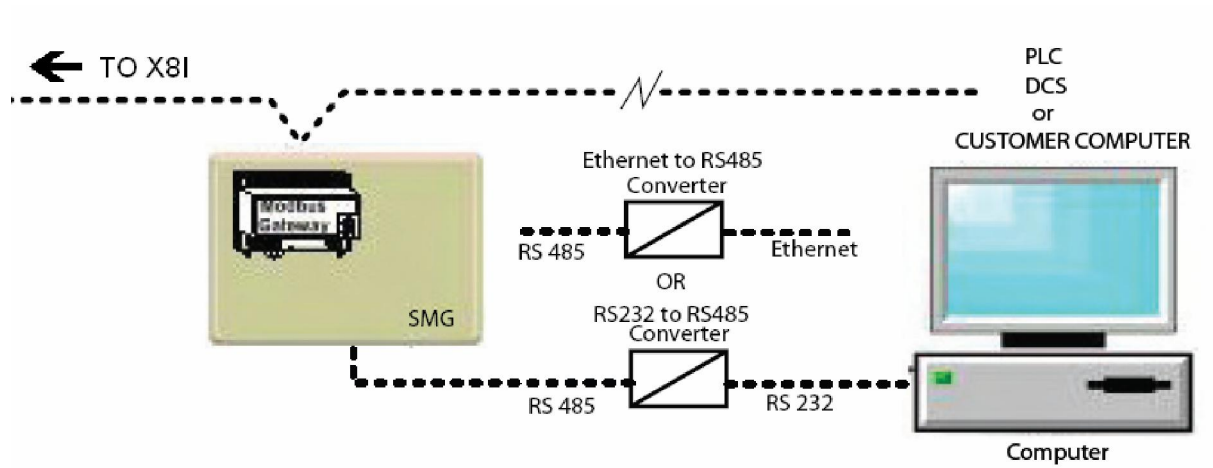 TO X8I
PLC
DCS
or
CUSTOMER COMPUTER
Modbus
Gateway
SMG
Ethernet to RS485
Converter
RS 485
Ethernet
OR
RS232 to RS485
Converter
RS 485
RS 232
Computer